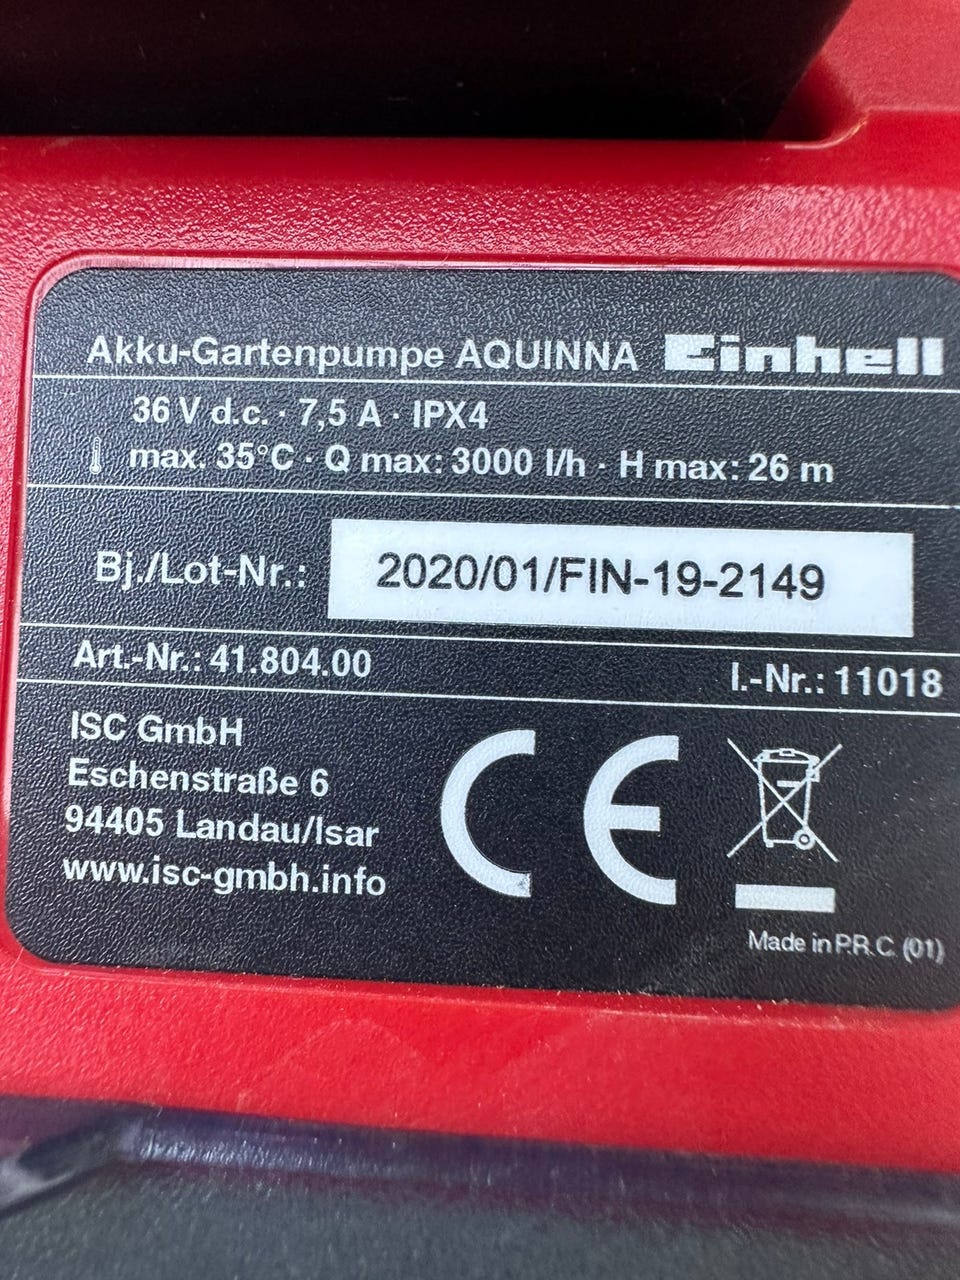 Akku-Gartenpumpe AQUINNA Einhell
36 V d.c. · 7,5 A · IPX4
max. 35°C · Q max: 3000 l/h · H max: 26 m
Bj./Lot-Nr.: 2020/01/FIN-19-2149
Art.-Nr.: 41.804.00 I.-Nr.: 11018
ISC GmbH
Eschenstraße 6
94405 Landau/Isar
www.isc-gmbh.info
CE
Made in P.R.C. (01)